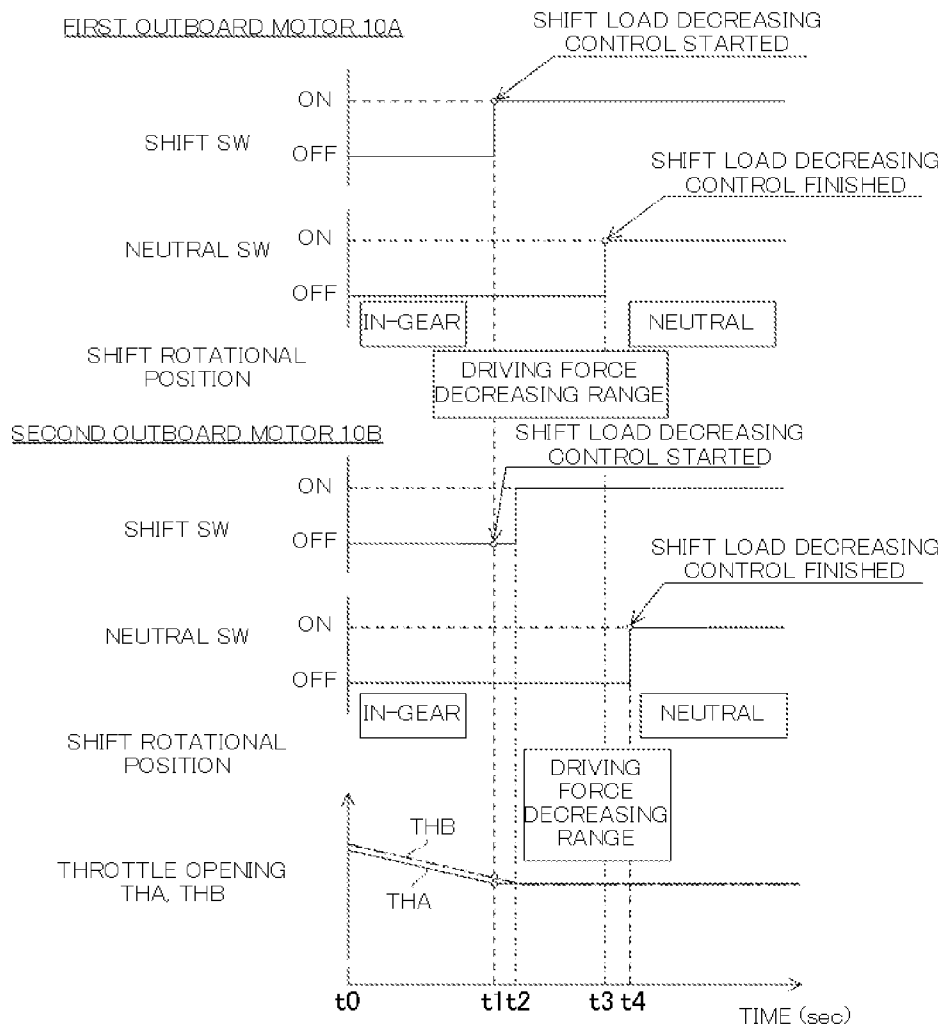 FIRST OUTBOARD MOTOR 10A
SHIFT LOAD DECREASING
CONTROL STARTED
ON
SHIFT SW
OFF
SHIFT LOAD DECREASING
CONTROL FINISHED
ON
NEUTRAL SW
OFF
IN-GEAR
NEUTRAL
SHIFT ROTATIONAL
POSITION
DRIVING FORCE
DECREASING RANGE
SECOND OUTBOARD MOTOR 10B
SHIFT LOAD DECREASING
CONTROL STARTED
ON
SHIFT SW
OFF
SHIFT LOAD DECREASING
CONTROL FINISHED
ON
NEUTRAL SW
OFF
IN-GEAR
NEUTRAL
SHIFT ROTATIONAL
POSITION
DRIVING
FORCE
DECREASING
RANGE
THB
THROTTLE OPENING
THA, THB
THA
t0 t1 t2 t3 t4
TIME (sec)